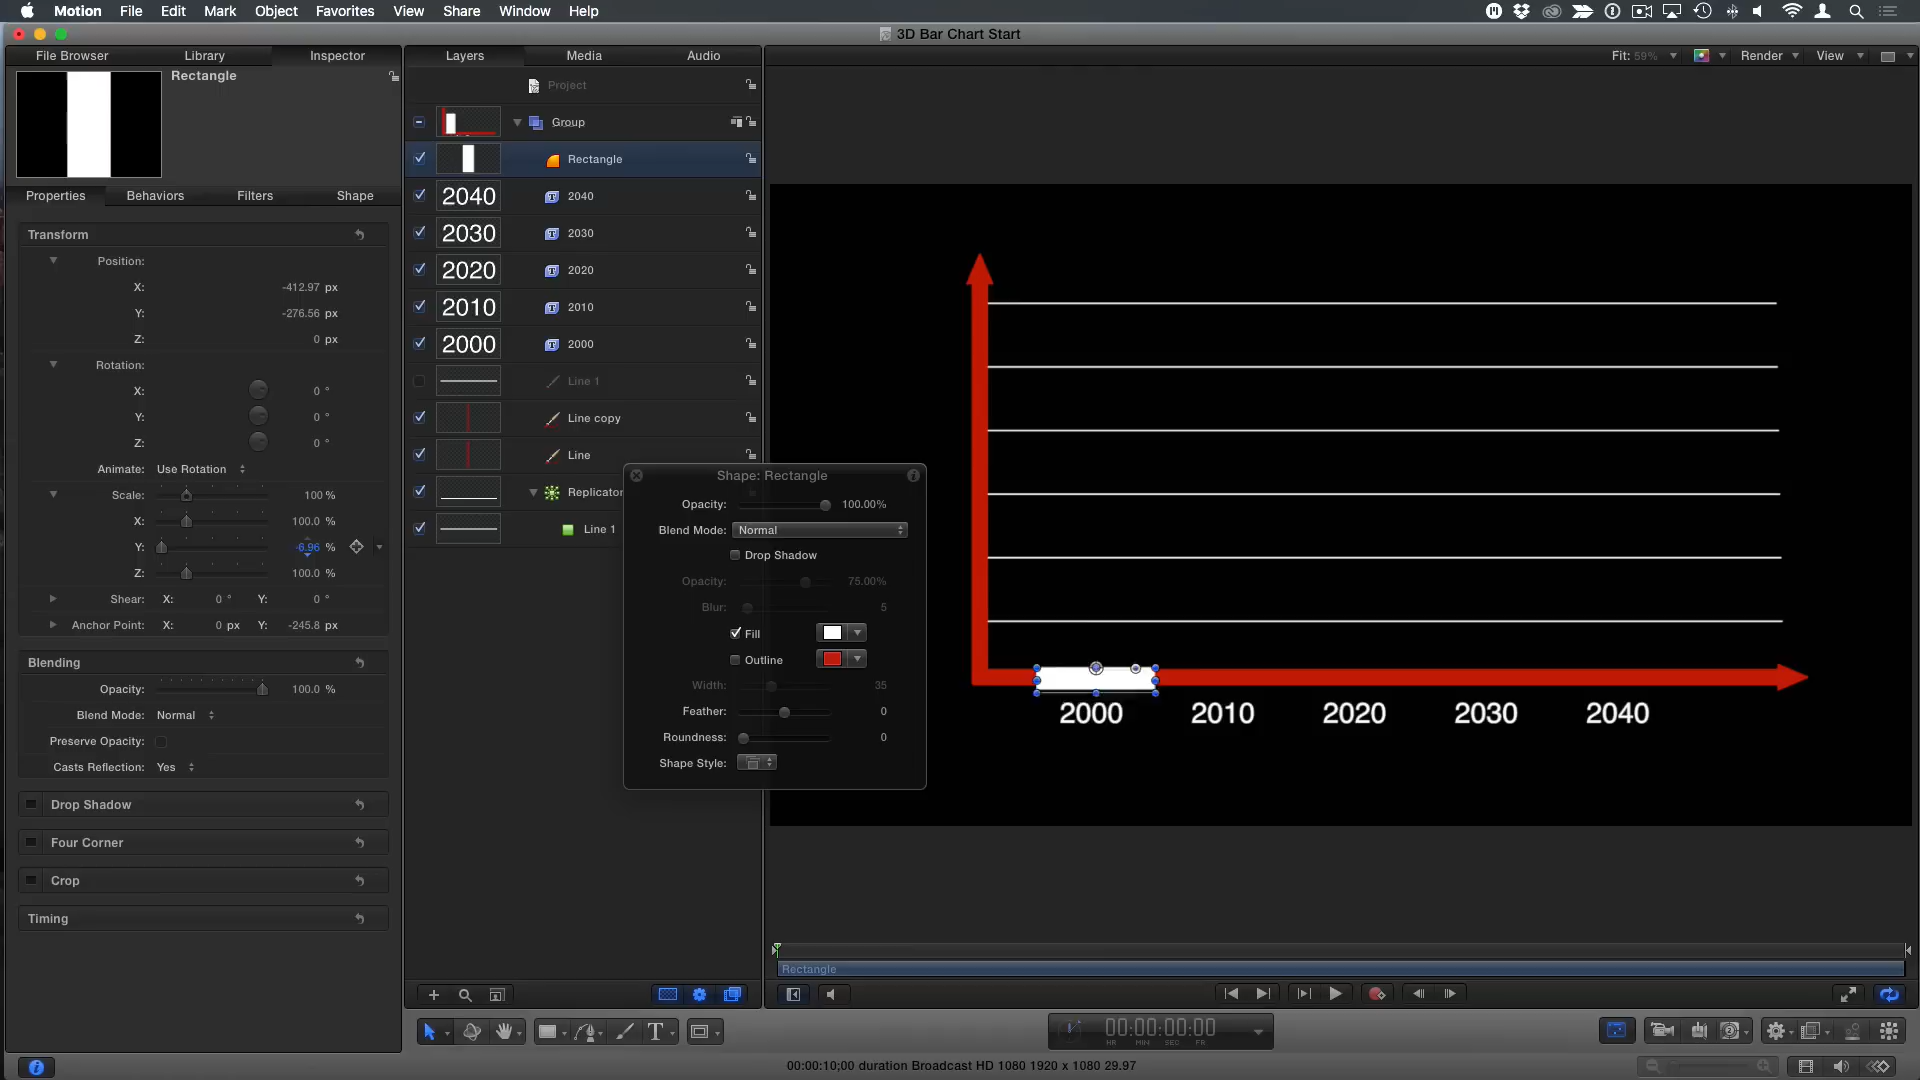 Motion File Edit Mark Object Favorites View Share Window Help
3D Bar Chart Start
File Browser Library Inspector
Layers Media Audio
Fit: 59% Render View
Rectangle
Properties Behaviors Filters Shape
Transform
Position:
X: -412.97 px
Y: -276.56 px
Z: 0 px
Rotation:
X: 0 °
Y: 0 °
Z: 0 °
Animate: Use Rotation
Scale: 100 %
X: 100.0 %
Y: -6.96 %
Z: 100.0 %
Shear: X: 0 ° Y: 0 °
Anchor Point: X: 0 px Y: -245.8 px
Blending
Opacity: 100.0 %
Blend Mode: Normal
Preserve Opacity:
Casts Reflection: Yes
Drop Shadow
Four Corner
Crop
Timing
Project
Group
Rectangle
2040 2040
2030 2030
2020 2020
2010 2010
2000 2000
Line 1
Line copy
Line
Replicator
Line 1
Shape: Rectangle
Opacity: 100.00%
Blend Mode: Normal
Drop Shadow
Opacity: 75.00%
Blur: 5
Fill
Outline
Width: 35
Feather: 0
Roundness: 0
Shape Style:
2000 2010 2020 2030 2040
Rectangle
00:00:00:00
HR MIN SEC FR
00:00:10;00 duration Broadcast HD 1080 1920 x 1080 29.97